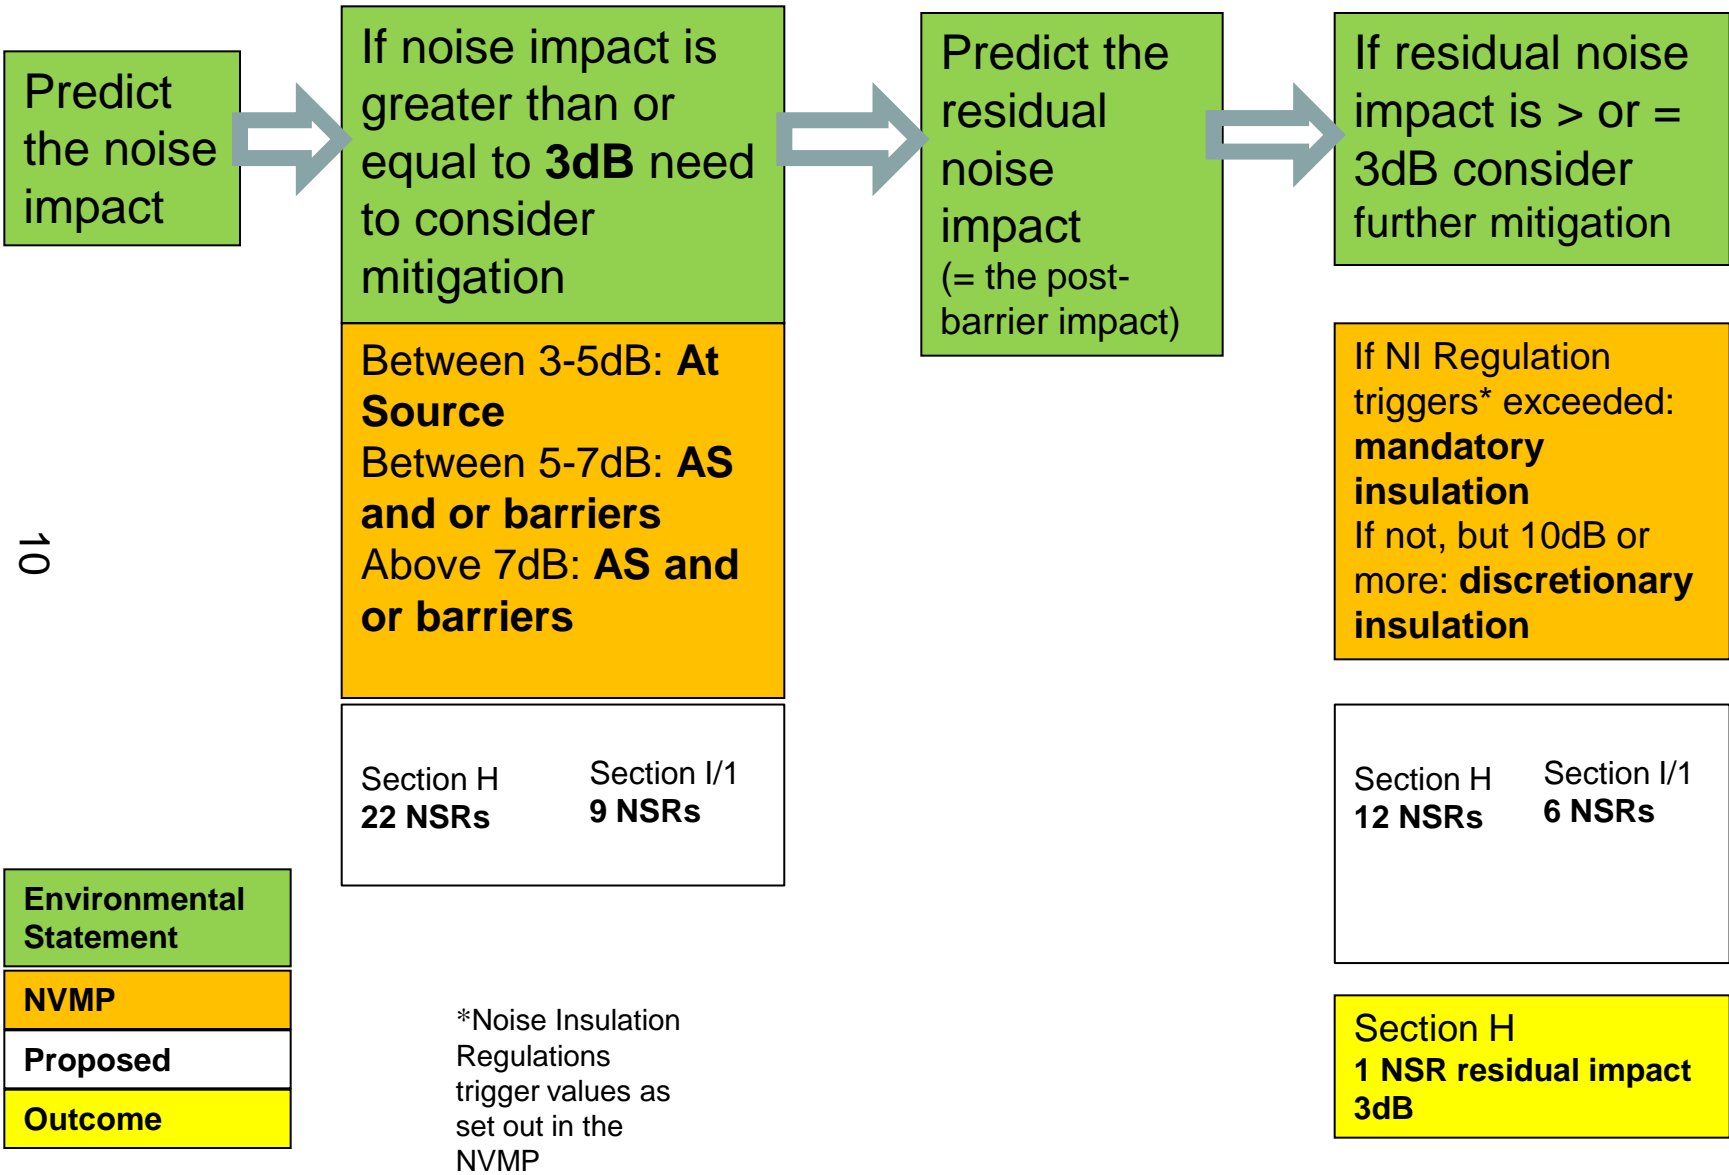 Predict
the noise
impact
If noise impact is
greater than or
equal to 3dB need
to consider
mitigation
Predict the
residual
noise
impact
(= the post-
barrier impact)
If residual noise
impact is > or =
3dB consider
further mitigation
Between 3-5dB: At
Source
Between 5-7dB: AS
and or barriers
Above 7dB: AS and
or barriers
If NI Regulation
triggers* exceeded:
mandatory
insulation
If not, but 10dB or
more: discretionary
insulation
10
Section H
22 NSRs
Section I/1
9 NSRs
Section H
12 NSRs
Section I/1
6 NSRs
Environmental
Statement
NVMP
Proposed
Outcome
*Noise Insulation
Regulations
trigger values as
set out in the
NVMP
Section H
1 NSR residual impact
3dB